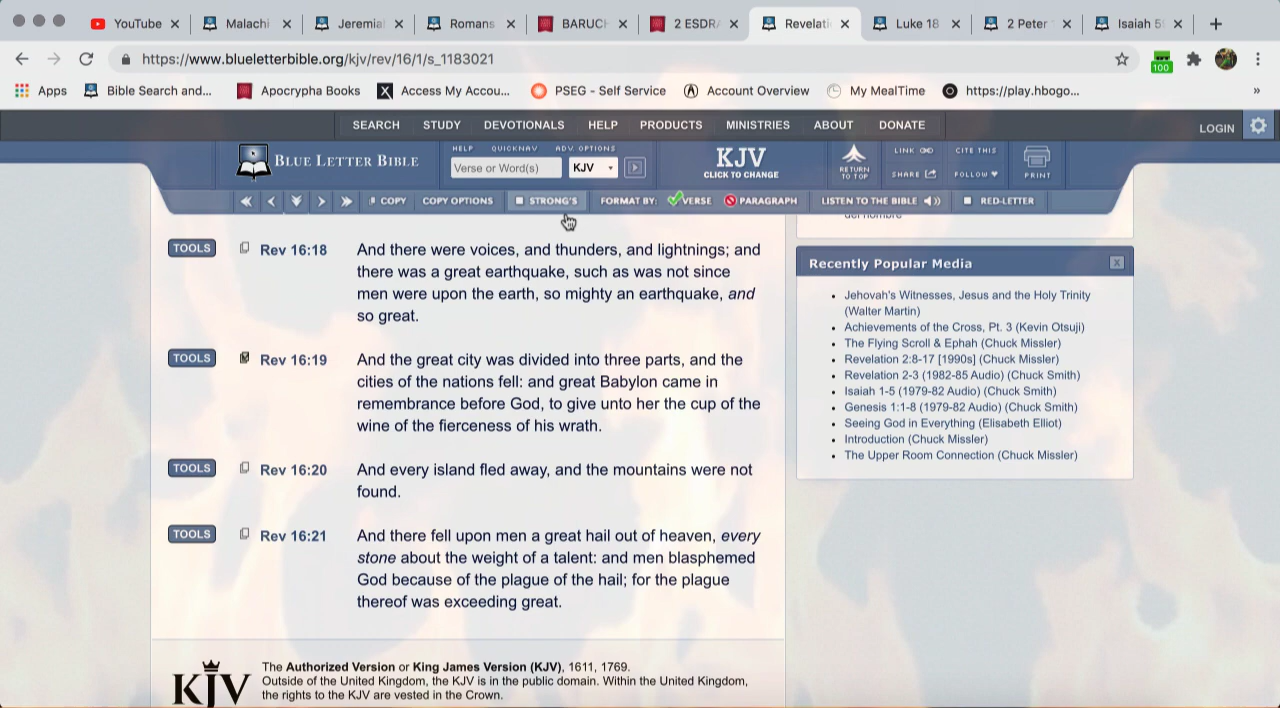 YouTube
Malachi
Jeremia
Romans
BARUCH
2 ESDRA
Revelati
Luke 18
2 Peter
Isaiah 5
https://www.blueletterbible.org/kjv/rev/16/1/s_1183021
100
Apps Bible Search and... Apocrypha Books Access My Accou... PSEG - Self Service Account Overview My MealTime https://play.hbogo... »
SEARCH STUDY DEVOTIONALS HELP PRODUCTS MINISTRIES ABOUT DONATE LOGIN
BLUE LETTER BIBLE
HELP QUICKNAV ADV. OPTIONS
Verse or Word(s) KJV
KJV
CLICK TO CHANGE
RETURN
TO TOP
LINK CITE THIS
SHARE FOLLOW
PRINT
COPY COPY OPTIONS STRONG'S FORMAT BY: VERSE PARAGRAPH LISTEN TO THE BIBLE RED-LETTER
TOOLS Rev 16:18 And there were voices, and thunders, and lightnings; and
there was a great earthquake, such as was not since
men were upon the earth, so mighty an earthquake, and
so great.
TOOLS Rev 16:19 And the great city was divided into three parts, and the
cities of the nations fell: and great Babylon came in
remembrance before God, to give unto her the cup of the
wine of the fierceness of his wrath.
TOOLS Rev 16:20 And every island fled away, and the mountains were not
found.
TOOLS Rev 16:21 And there fell upon men a great hail out of heaven, every
stone about the weight of a talent: and men blasphemed
God because of the plague of the hail; for the plague
thereof was exceeding great.
KJV
The Authorized Version or King James Version (KJV), 1611, 1769.
Outside of the United Kingdom, the KJV is in the public domain. Within the United Kingdom,
the rights to the KJV are vested in the Crown.
Recently Popular Media X
Jehovah's Witnesses, Jesus and the Holy Trinity
(Walter Martin)
Achievements of the Cross, Pt. 3 (Kevin Otsuji)
The Flying Scroll & Ephah (Chuck Missler)
Revelation 2:8-17 [1990s] (Chuck Missler)
Revelation 2-3 (1982-85 Audio) (Chuck Smith)
Isaiah 1-5 (1979-82 Audio) (Chuck Smith)
Genesis 1:1-8 (1979-82 Audio) (Chuck Smith)
Seeing God in Everything (Elisabeth Elliot)
Introduction (Chuck Missler)
The Upper Room Connection (Chuck Missler)